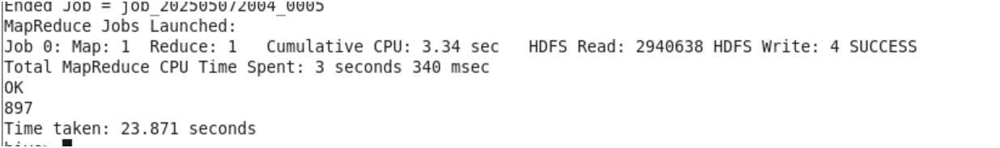 Ended Job = job_202505072004_0005
MapReduce Jobs Launched:
Job 0: Map: 1  Reduce: 1   Cumulative CPU: 3.34 sec   HDFS Read: 2940638 HDFS Write: 4 SUCCESS
Total MapReduce CPU Time Spent: 3 seconds 340 msec
OK
897
Time taken: 23.871 seconds
hive>